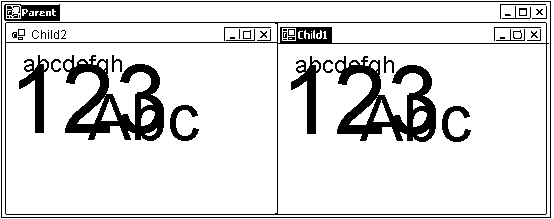 Parent
Child2
abcdefgh
123
Abc
Child1
abcdefgh
123
Abc